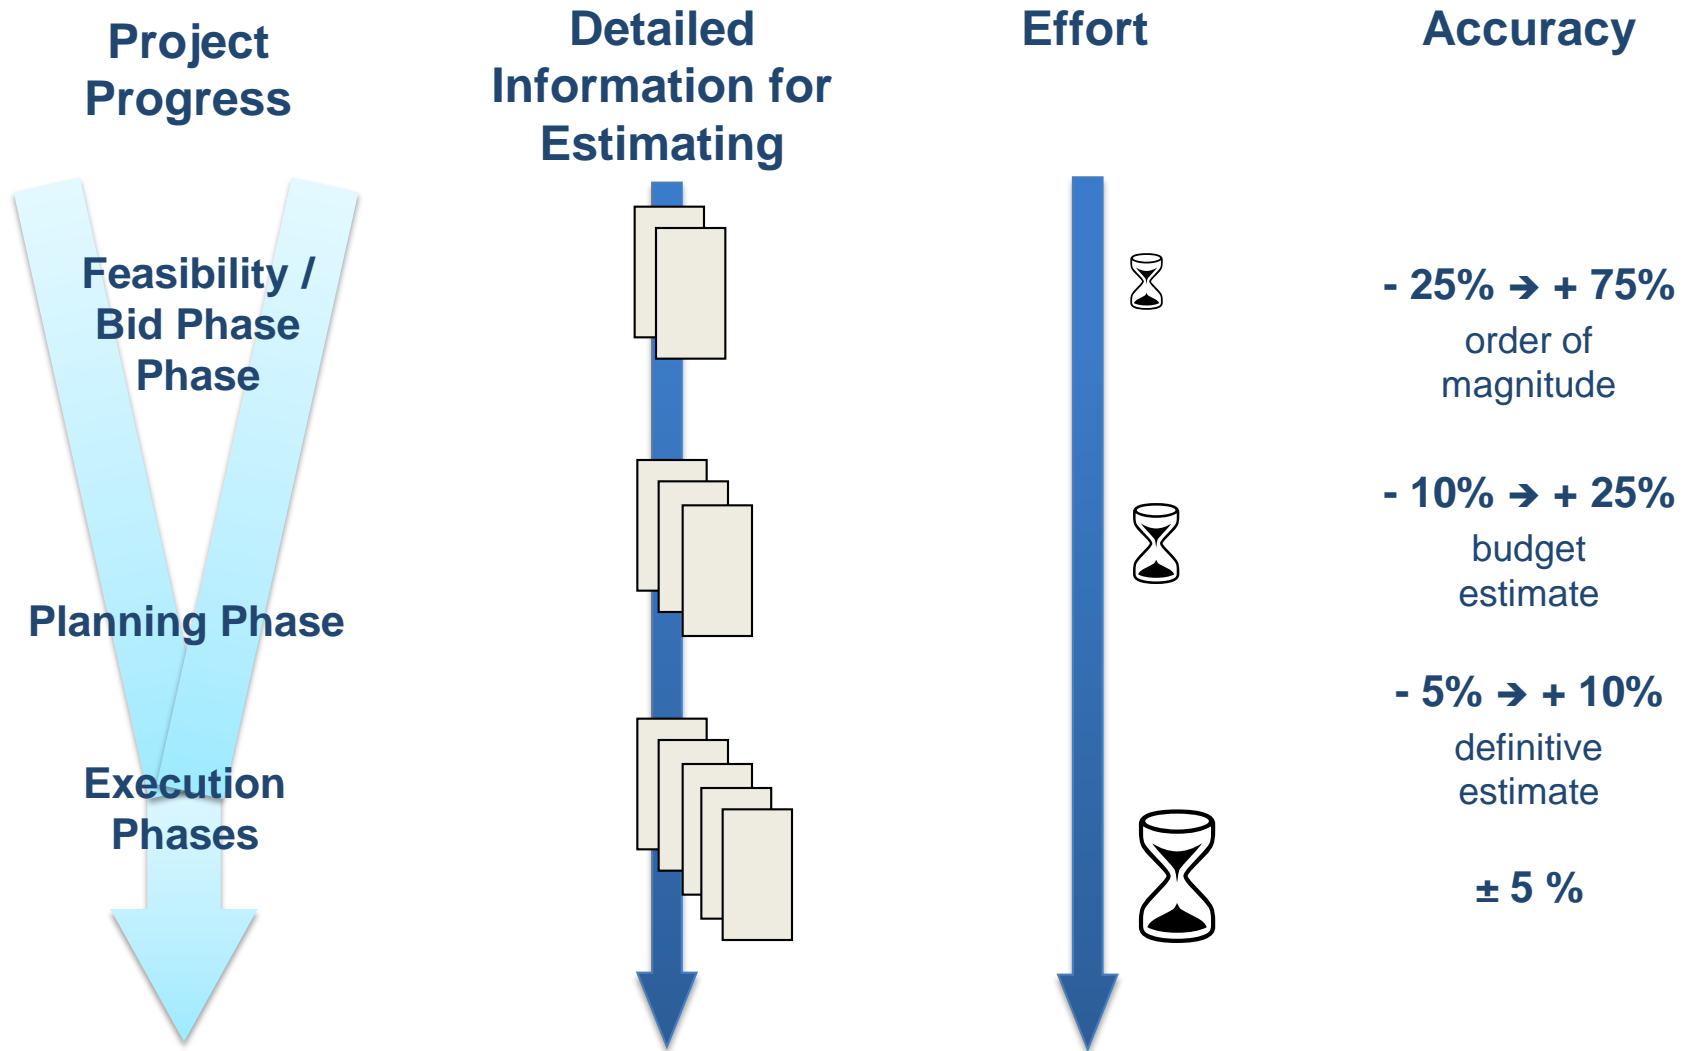 Project
Progress
Detailed
Information for
Estimating
Effort
Accuracy
Feasibility /
Bid Phase
Phase
Planning Phase
Execution
Phases
- 25% ➔ + 75%
order of
magnitude
- 10% ➔ + 25%
budget
estimate
- 5% ➔ + 10%
definitive
estimate
± 5 %